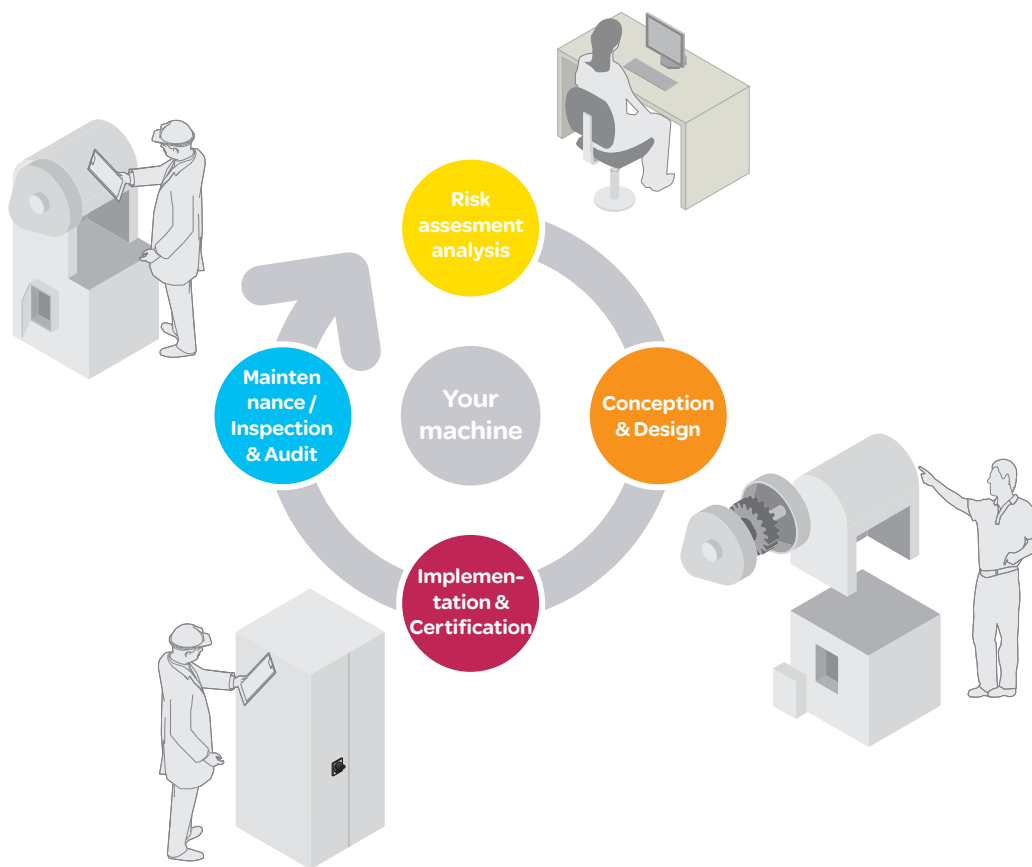 Risk
assesment
analysis
Mainten
nance /
Inspection
& Audit
Your
machine
Conception
& Design
Implemen-
tation &
Certification